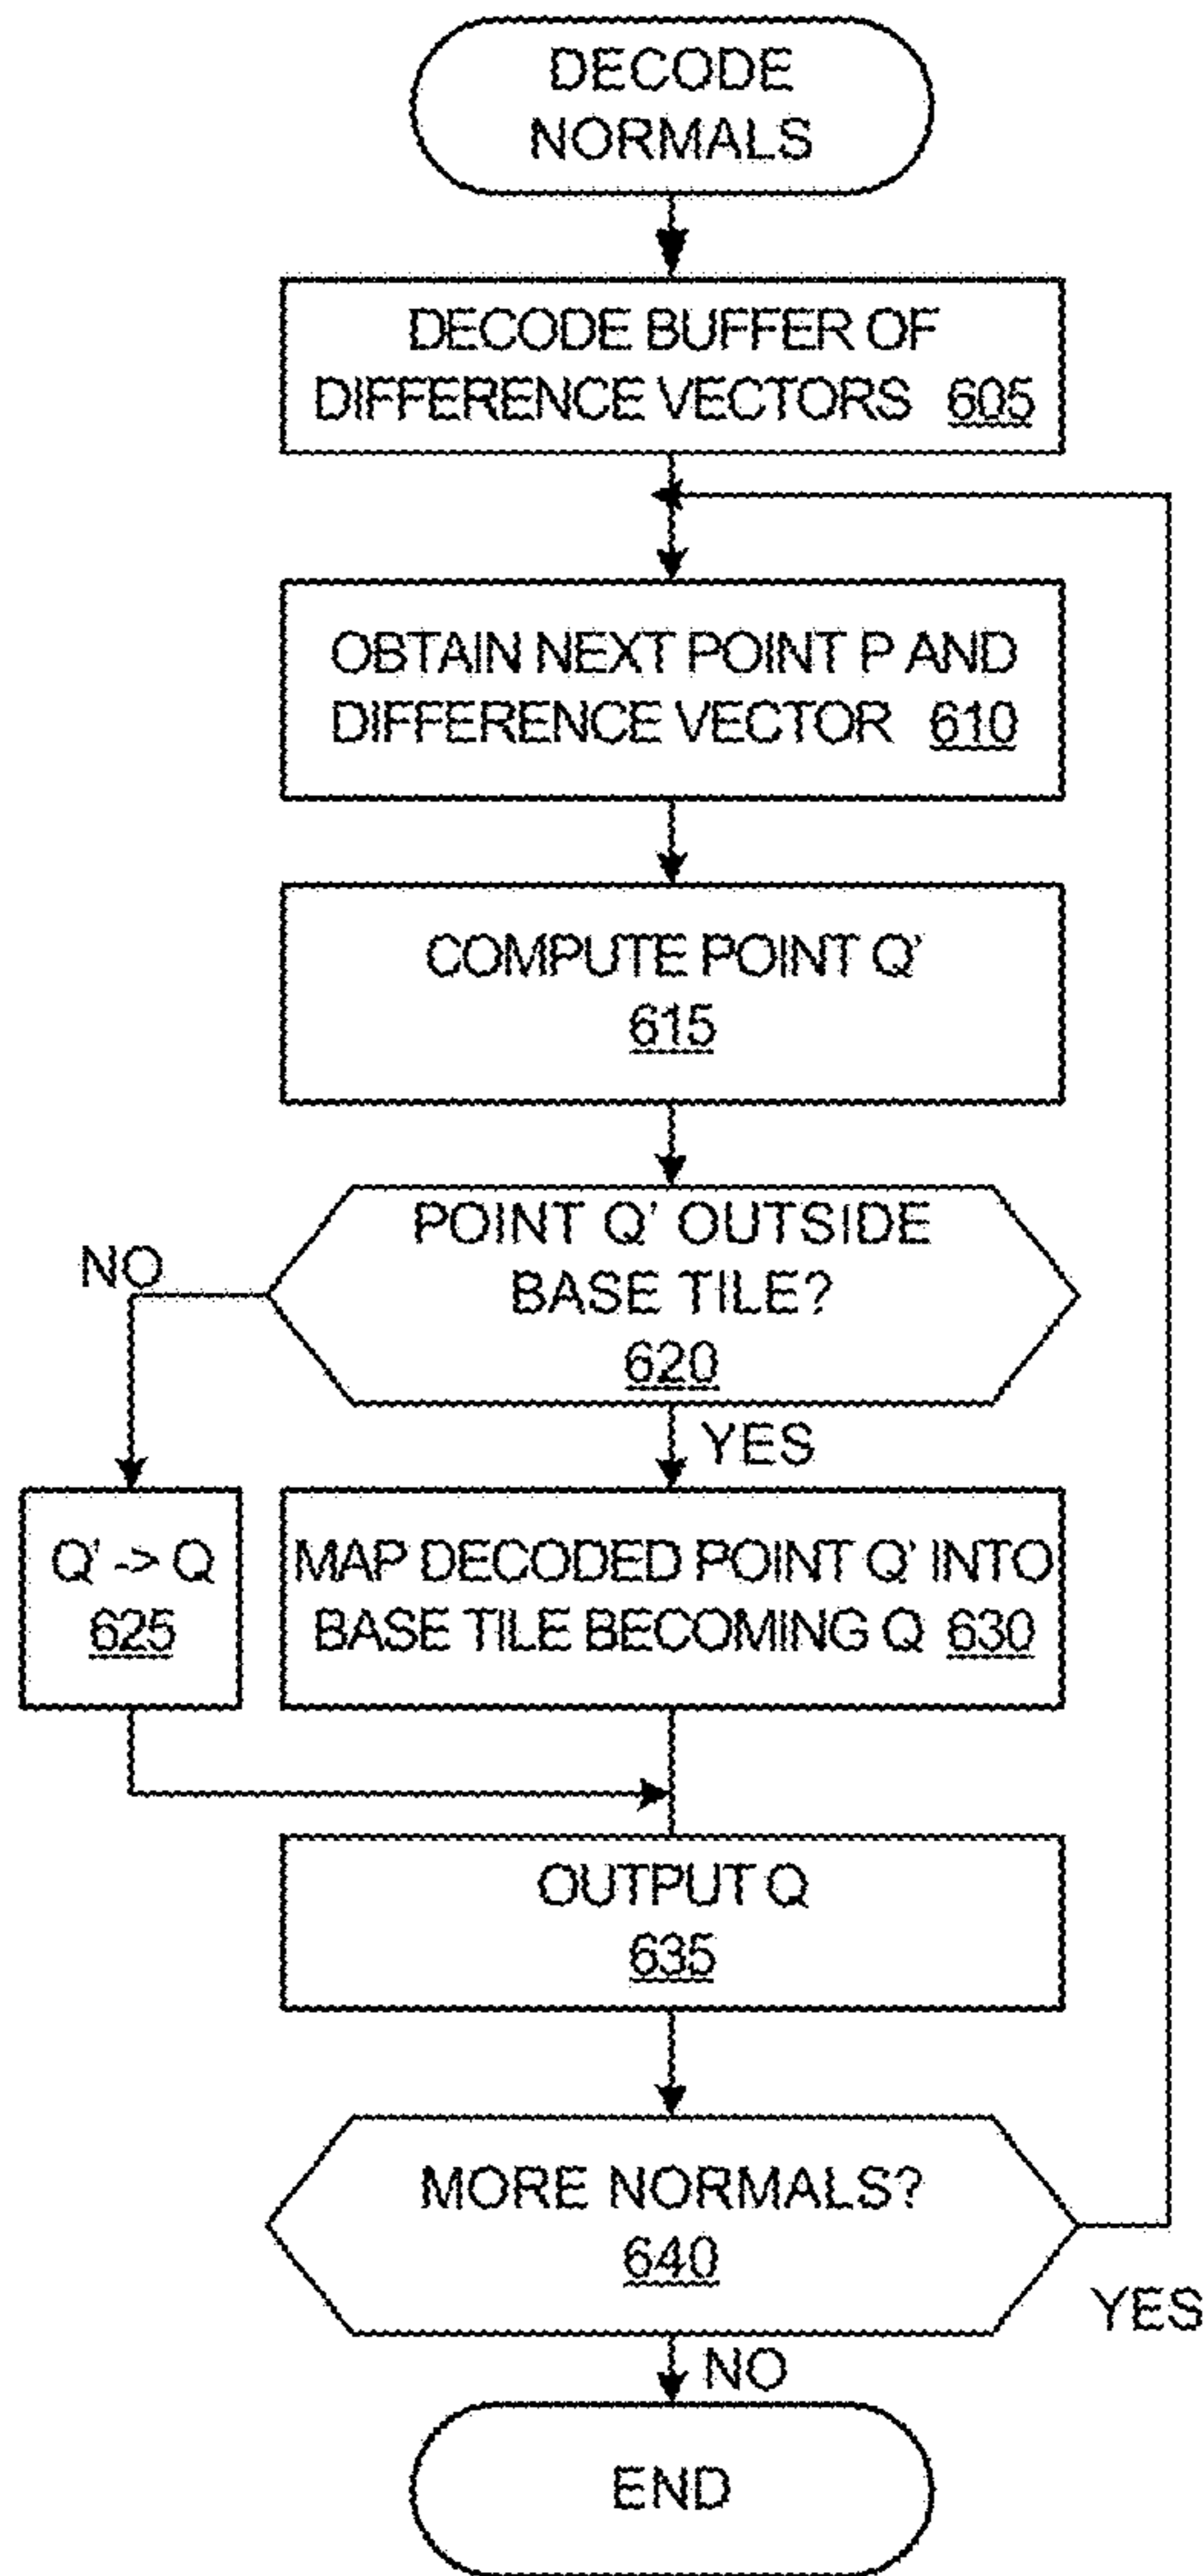 DECODE
NORMALS
DECODE BUFFER OF
DIFFERENCE VECTORS 605
OBTAIN NEXT POINT P AND
DIFFERENCE VECTOR 610
COMPUTE POINT Q'
615
POINT Q' OUTSIDE
BASE TILE?
620
NO
YES
Q' -> Q
625
MAP DECODED POINT Q' INTO
BASE TILE BECOMING Q 630
OUTPUT Q
635
MORE NORMALS?
640
YES
NO
END